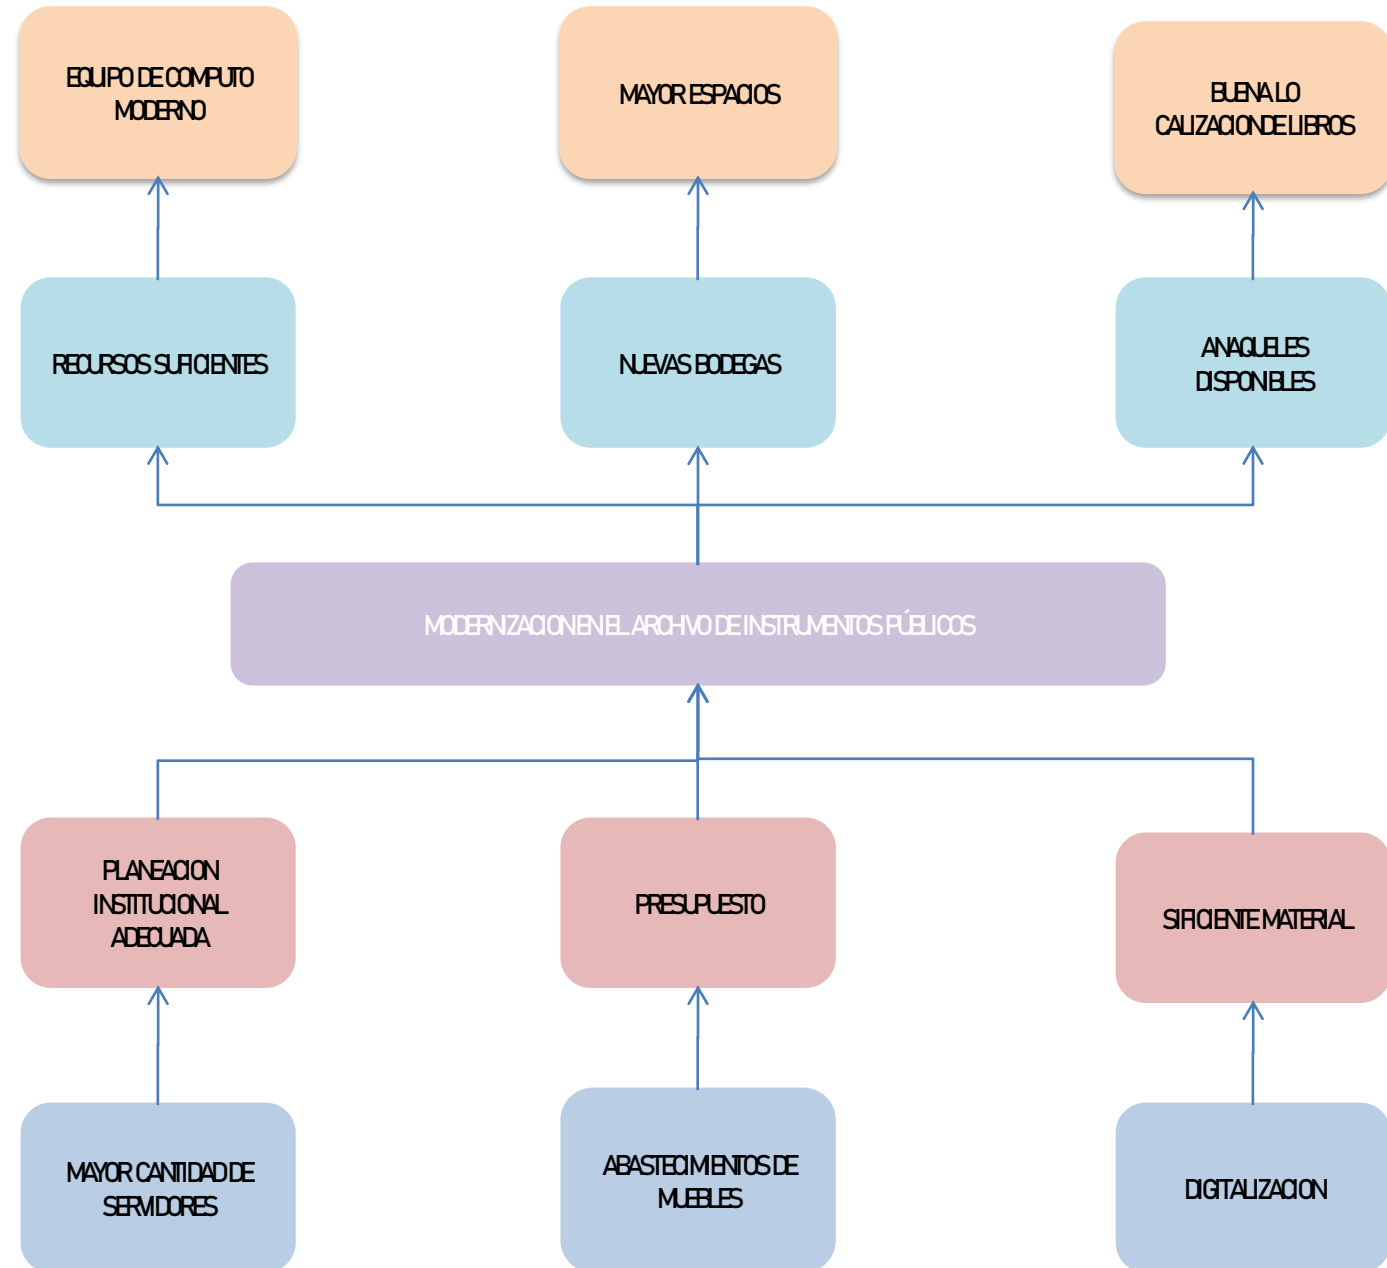 EQUIPO DE COMPUTO
MODERNO
MAYOR ESPACIOS
BUENA LO
CALIZACION DE LIBROS
RECURSOS SUFICIENTES
NUEVAS BODEGAS
ANAQUELES
DISPONIBLES
MODERNIZACION EN EL ARCHIVO DE INSTRUMENTOS PÚBLICOS
PLANEACION
INSTITUCIONAL
ADECUADA
PRESUPUESTO
SIFICIENTE MATERIAL
MAYOR CANTIDAD DE
SERVIDORES
ABASTECIMIENTOS DE
MUEBLES
DIGITALIZACION